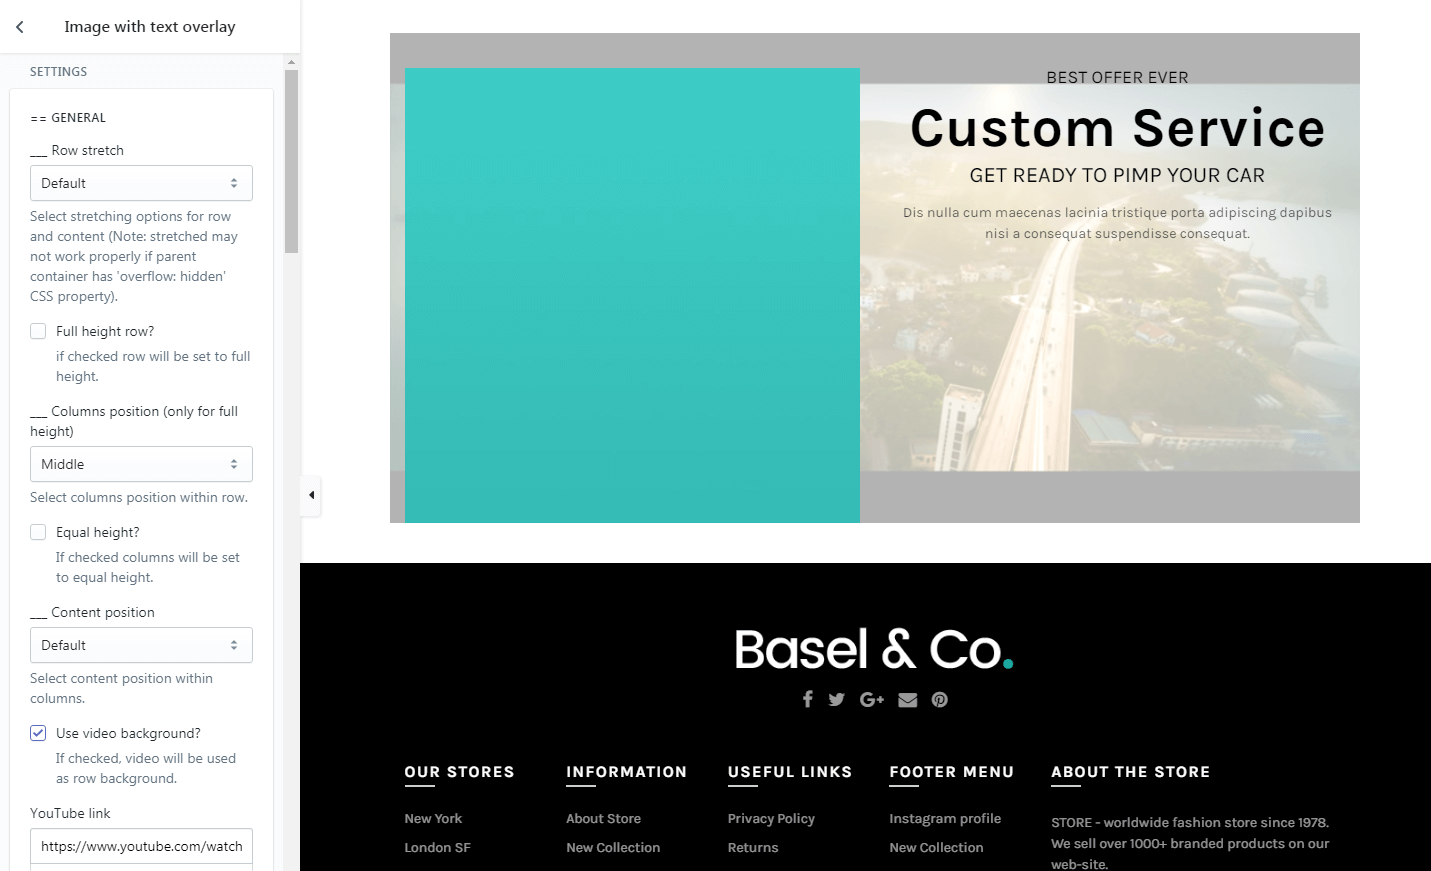 Image with text overlay
SETTINGS
== GENERAL
___ Row stretch
Default
Select stretching options for row
and content (Note: stretched may
not work properly if parent
container has 'overflow: hidden'
CSS property).
Full height row?
if checked row will be set to full
height.
___ Columns position (only for full
height)
Middle
Select columns position within row.
Equal height?
If checked columns will be set
to equal height.
___ Content position
Default
Select content position within
columns.
Use video background?
If checked, video will be used
as row background.
YouTube link
https://www.youtube.com/watch
BEST OFFER EVER
Custom Service
GET READY TO PIMP YOUR CAR
Dis nulla cum maecenas lacinia tristique porta adipiscing dapibus
nisi a consequat suspendisse consequat.
Basel & Co.
OUR STORES
New York
London SF
INFORMATION
About Store
New Collection
USEFUL LINKS
Privacy Policy
Returns
FOOTER MENU
Instagram profile
New Collection
ABOUT THE STORE
STORE - worldwide fashion store since 1978.
We sell over 1000+ branded products on our
web-site.